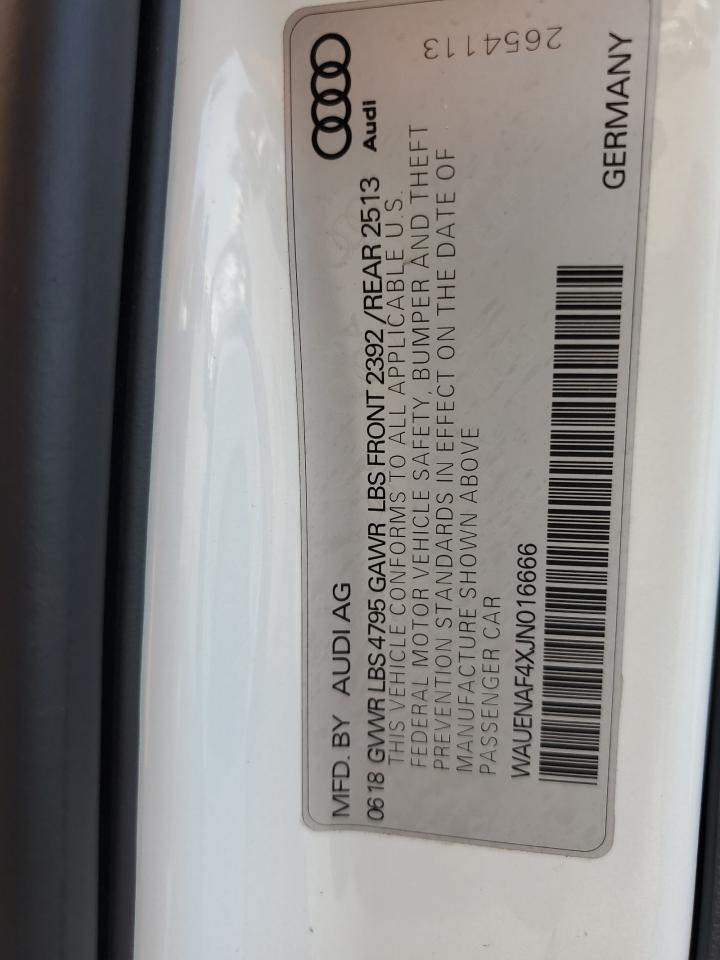 MFD. BY AUDI AG
Audi
0618 GVWR LBS 4795 GAWR LBS FRONT 2392 /REAR 2513
THIS VEHICLE CONFORMS TO ALL APPLICABLE U.S.
FEDERAL MOTOR VEHICLE SAFETY, BUMPER AND THEFT
PREVENTION STANDARDS IN EFFECT ON THE DATE OF
MANUFACTURE SHOWN ABOVE
PASSENGER CAR
WAUENAF4XJN016666
GERMANY
2654113